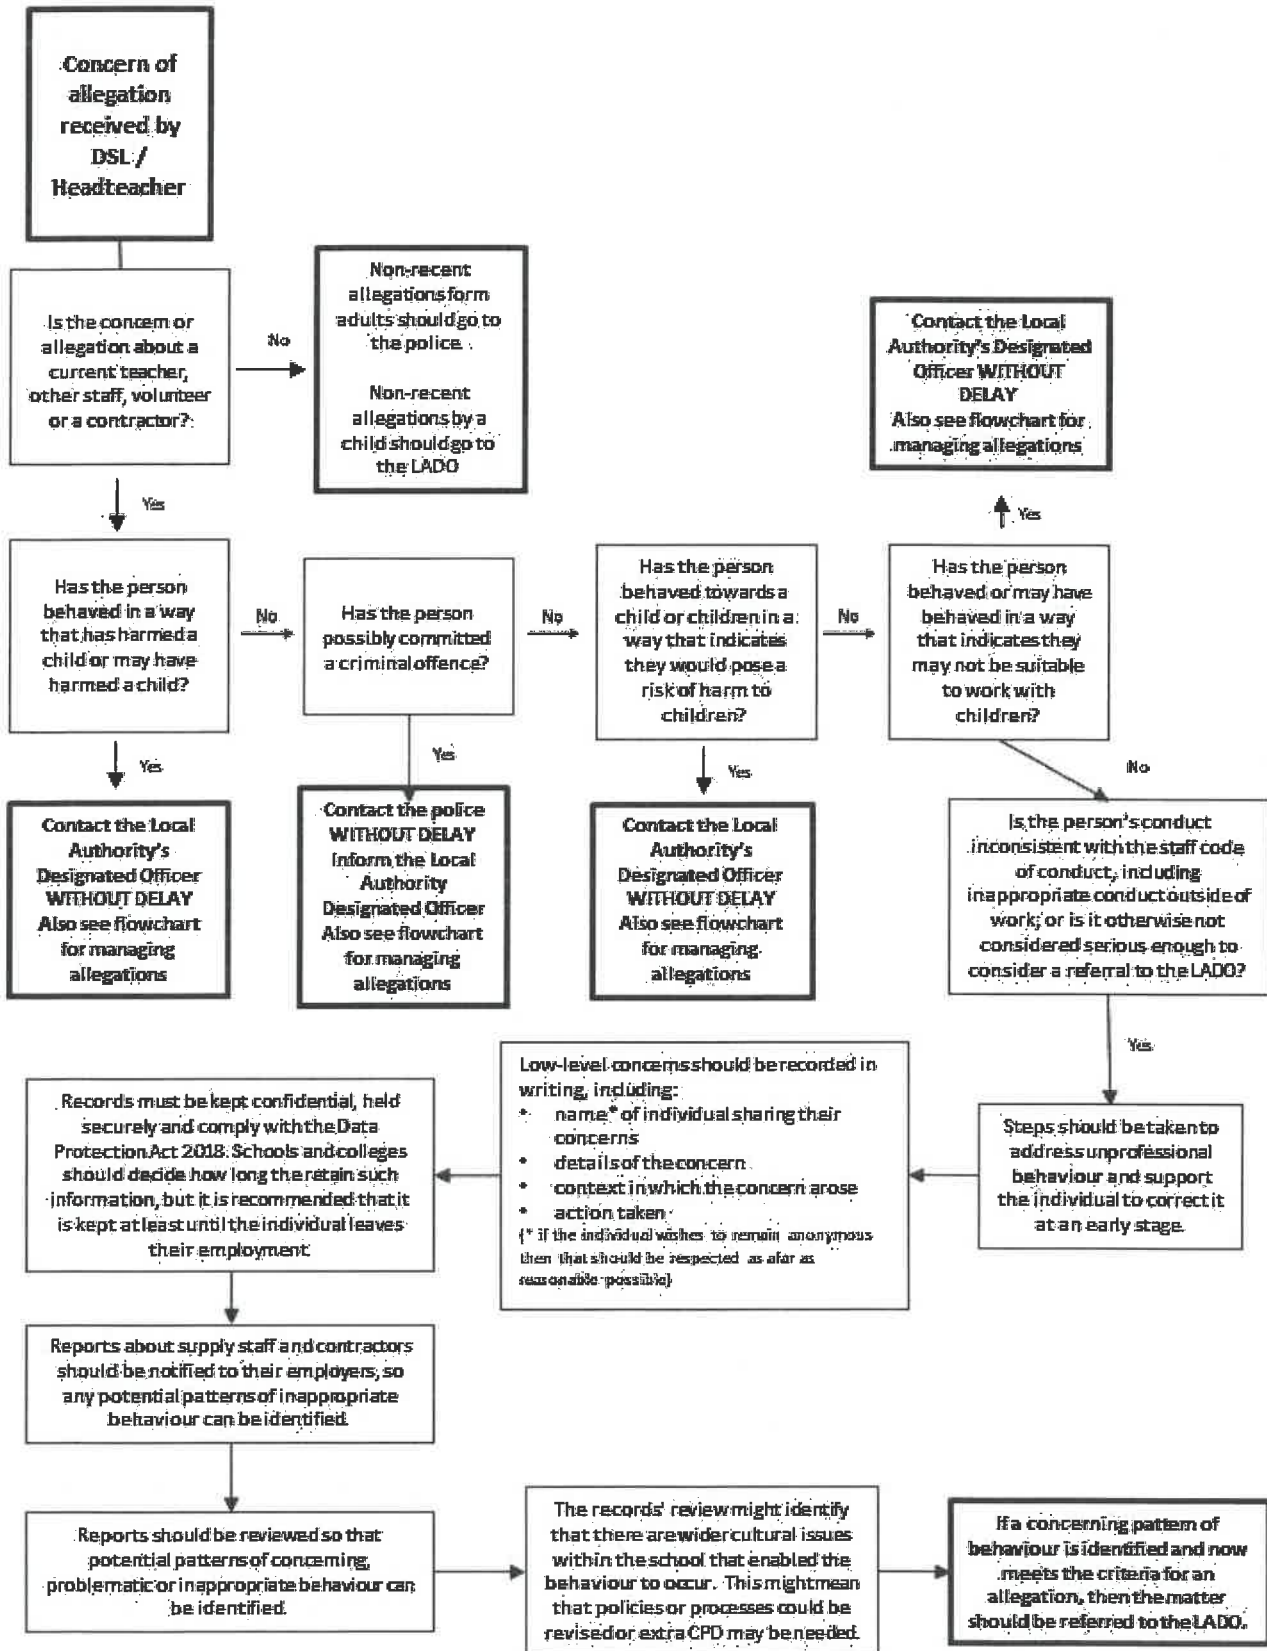 Concern of
allegation
received by
DSL /
Headteacher
Is the concern or
allegation about a
current teacher,
other staff, volunteer
or a contractor?
No
Non-recent
allegations form
adults should go to
the police.
Non-recent
allegations by a
child should go to
the LADO
Contact the Local
Authority's Designated
Officer WITHOUT
DELAY
Also see flowchart for
managing allegations
Yes
Yes
Has the person
behaved in a way
that has harmed a
child or may have
harmed a child?
No
Has the person
possibly committed
a criminal offence?
No
Has the person
behaved towards a
child or children in a
way that indicates
they would pose a
risk of harm to
children?
No
Has the person
behaved or may have
behaved in a way
that indicates they
may not be suitable
to work with
children?
Yes
Yes
Yes
No
Contact the Local
Authority's
Designated Officer
WITHOUT DELAY
Also see flowchart
for managing
allegations
Contact the police
WITHOUT DELAY
Inform the Local
Authority
Designated Officer
Also see flowchart
for managing
allegations
Contact the Local
Authority's
Designated Officer
WITHOUT DELAY
Also see flowchart
for managing
allegations
Is the person's conduct
inconsistent with the staff code
of conduct, including
inappropriate conduct outside of
work, or is it otherwise not
considered serious enough to
consider a referral to the LADO?
Yes
Steps should be taken to
address unprofessional
behaviour and support
the individual to correct it
at an early stage.
Low-level concerns should be recorded in
writing, including:
• name* of individual sharing their
concerns
• details of the concern
• context in which the concern arose
• action taken
(* if the individual wishes to remain anonymous
then that should be respected as afar as
reasonable possible)
Records must be kept confidential, held
securely and comply with the Data
Protection Act 2018. Schools and colleges
should decide how long the retain such
information, but it is recommended that it
is kept at least until the individual leaves
their employment
Reports about supply staff and contractors
should be notified to their employers, so
any potential patterns of inappropriate
behaviour can be identified.
Reports should be reviewed so that
potential patterns of concerning,
problematic or inappropriate behaviour can
be identified.
The records' review might identify
that there are wider cultural issues
within the school that enabled the
behaviour to occur. This might mean
that policies or processes could be
revised or extra CPD may be needed.
If a concerning pattern of
behaviour is identified and now
meets the criteria for an
allegation, then the matter
should be referred to the LADO.